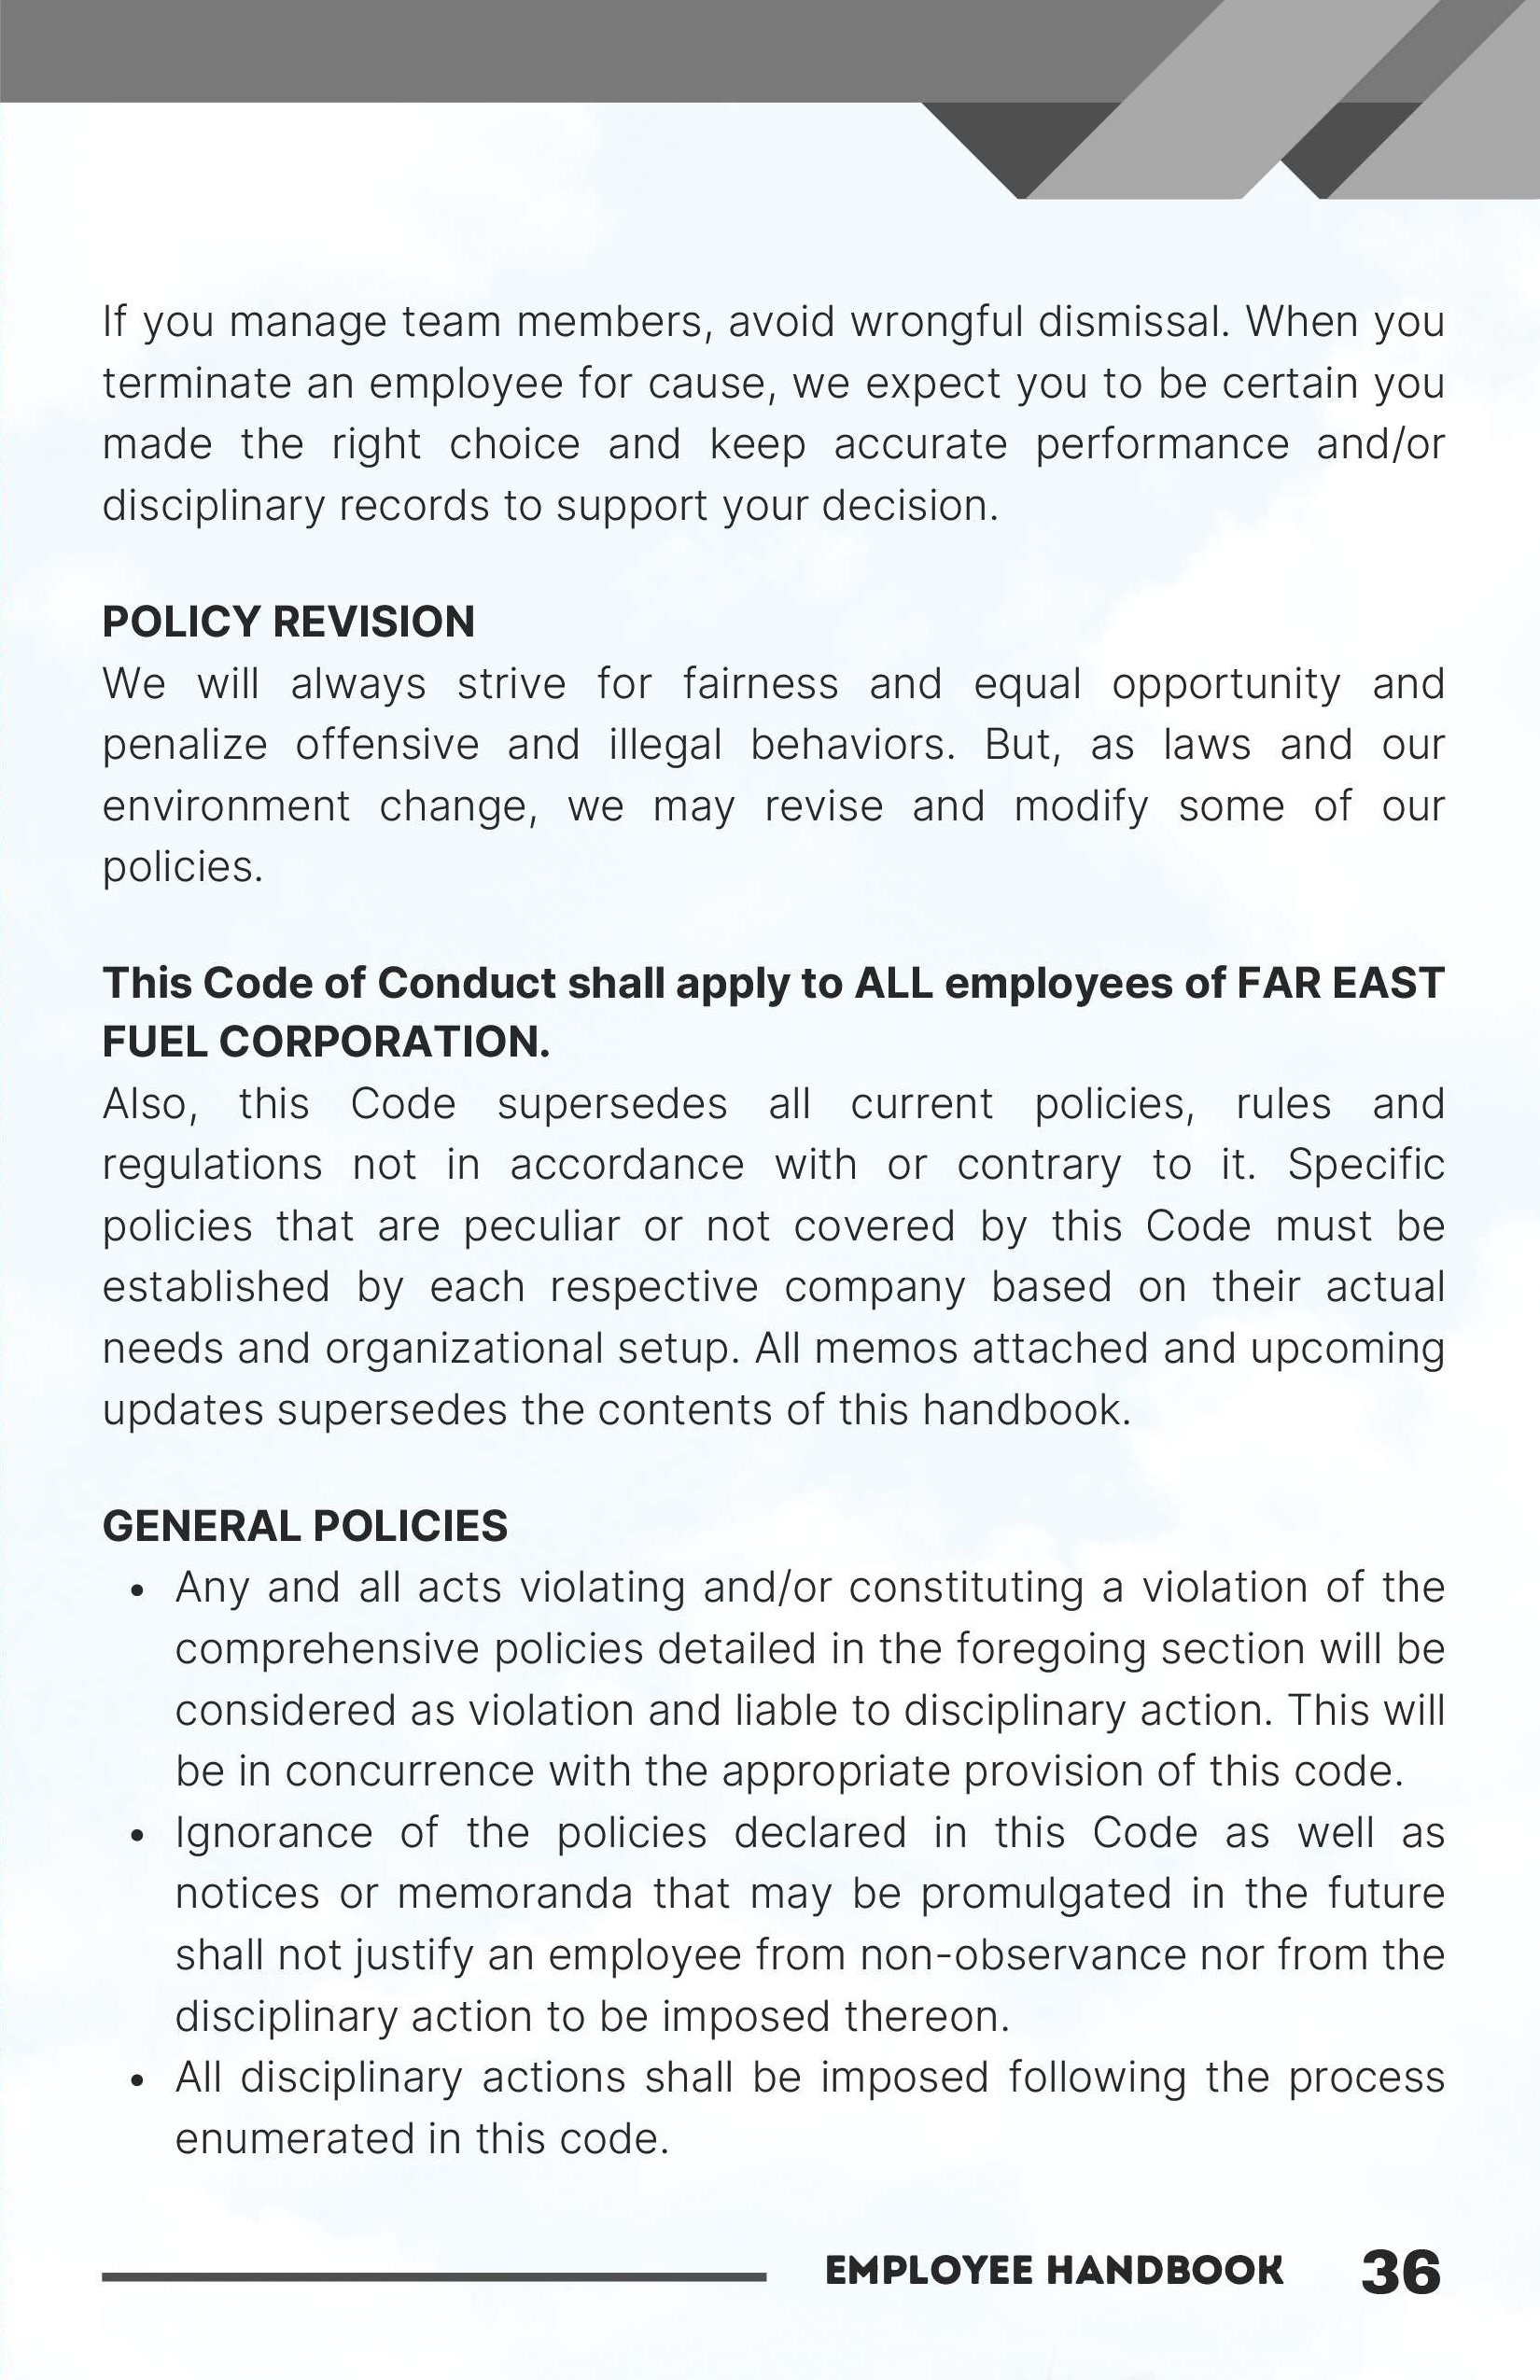 If you manage team members, avoid wrongful dismissal. When you
terminate an employee for cause, we expect you to be certain you
made the right choice and keep accurate performance and/or
disciplinary records to support your decision.
POLICY REVISION
We will always strive for fairness and equal opportunity and
penalize offensive and illegal behaviors. But, as laws and our
environment change, we may revise and modify some of our
policies.
This Code of Conduct shall apply to ALL employees of FAR EAST
FUEL CORPORATION.
Also, this Code supersedes all current policies, rules and
regulations not in accordance with or contrary to it. Specific
policies that are peculiar or not covered by this Code must be
established by each respective company based on their actual
needs and organizational setup. All memos attached and upcoming
updates supersedes the contents of this handbook.
GENERAL POLICIES
• Any and all acts violating and/or constituting a violation of the
comprehensive policies detailed in the foregoing section will be
considered as violation and liable to disciplinary action. This will
be in concurrence with the appropriate provision of this code.
• Ignorance of the policies declared in this Code as well as
notices or memoranda that may be promulgated in the future
shall not justify an employee from non-observance nor from the
disciplinary action to be imposed thereon.
• All disciplinary actions shall be imposed following the process
enumerated in this code.
EMPLOYEE HANDBOOK 36